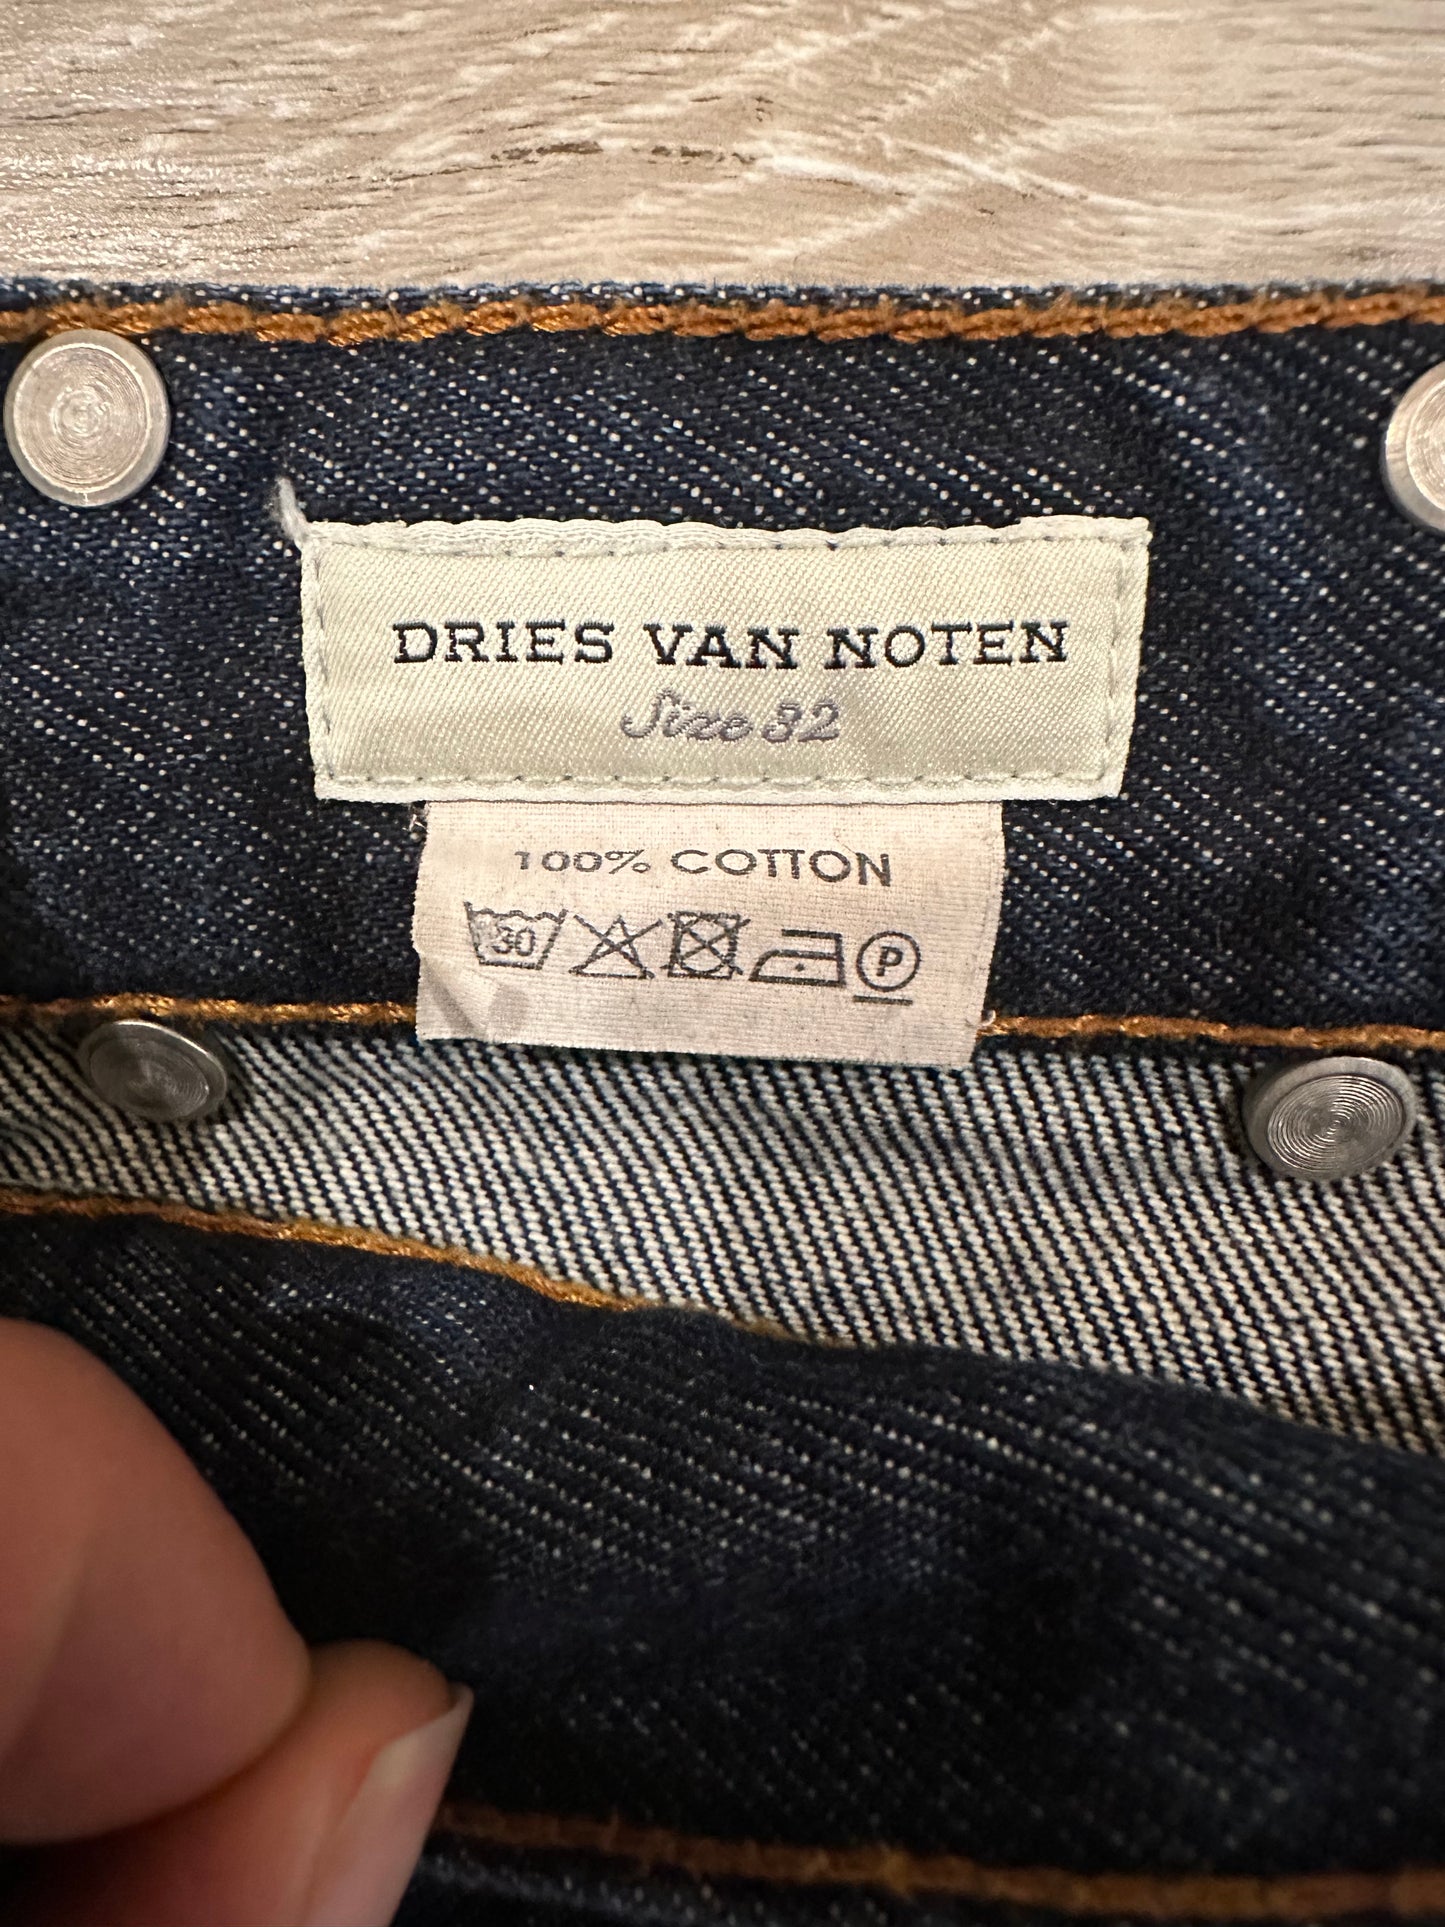 DRIES VAN NOTEN
Size 32
100% COTTON
30 P